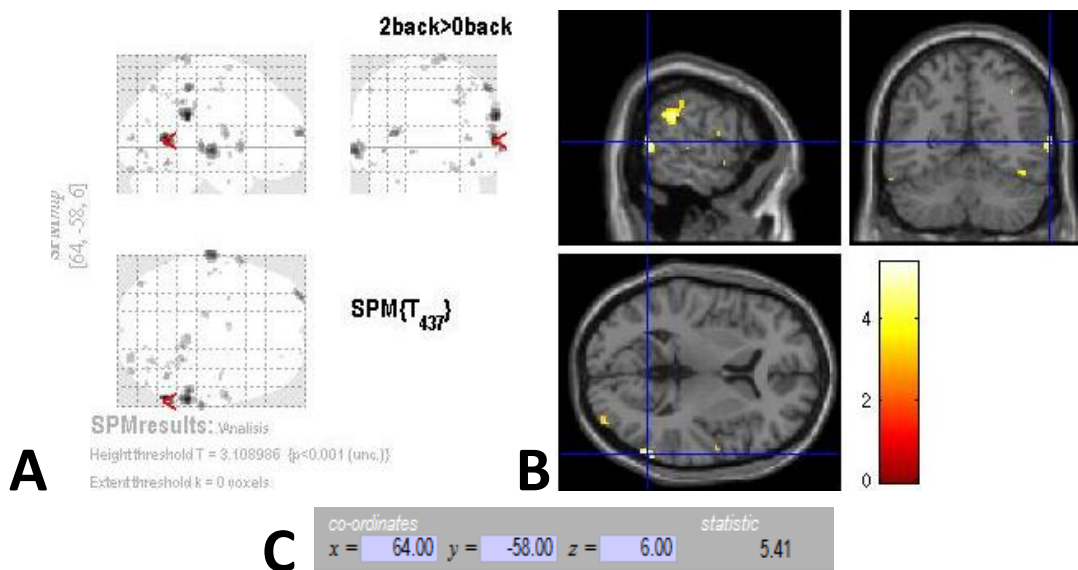 2back>0back
SPMmip
[64, -58, 6]
<
<
SPM{T437}
<
SPMresults: .\Analisis
Height threshold T = 3.108986 {p<0.001 (unc.)}
Extent threshold k = 0 voxels
A
4
2
0
B
co-ordinates statistic
x = 64.00 y = -58.00 z = 6.00 5.41
C